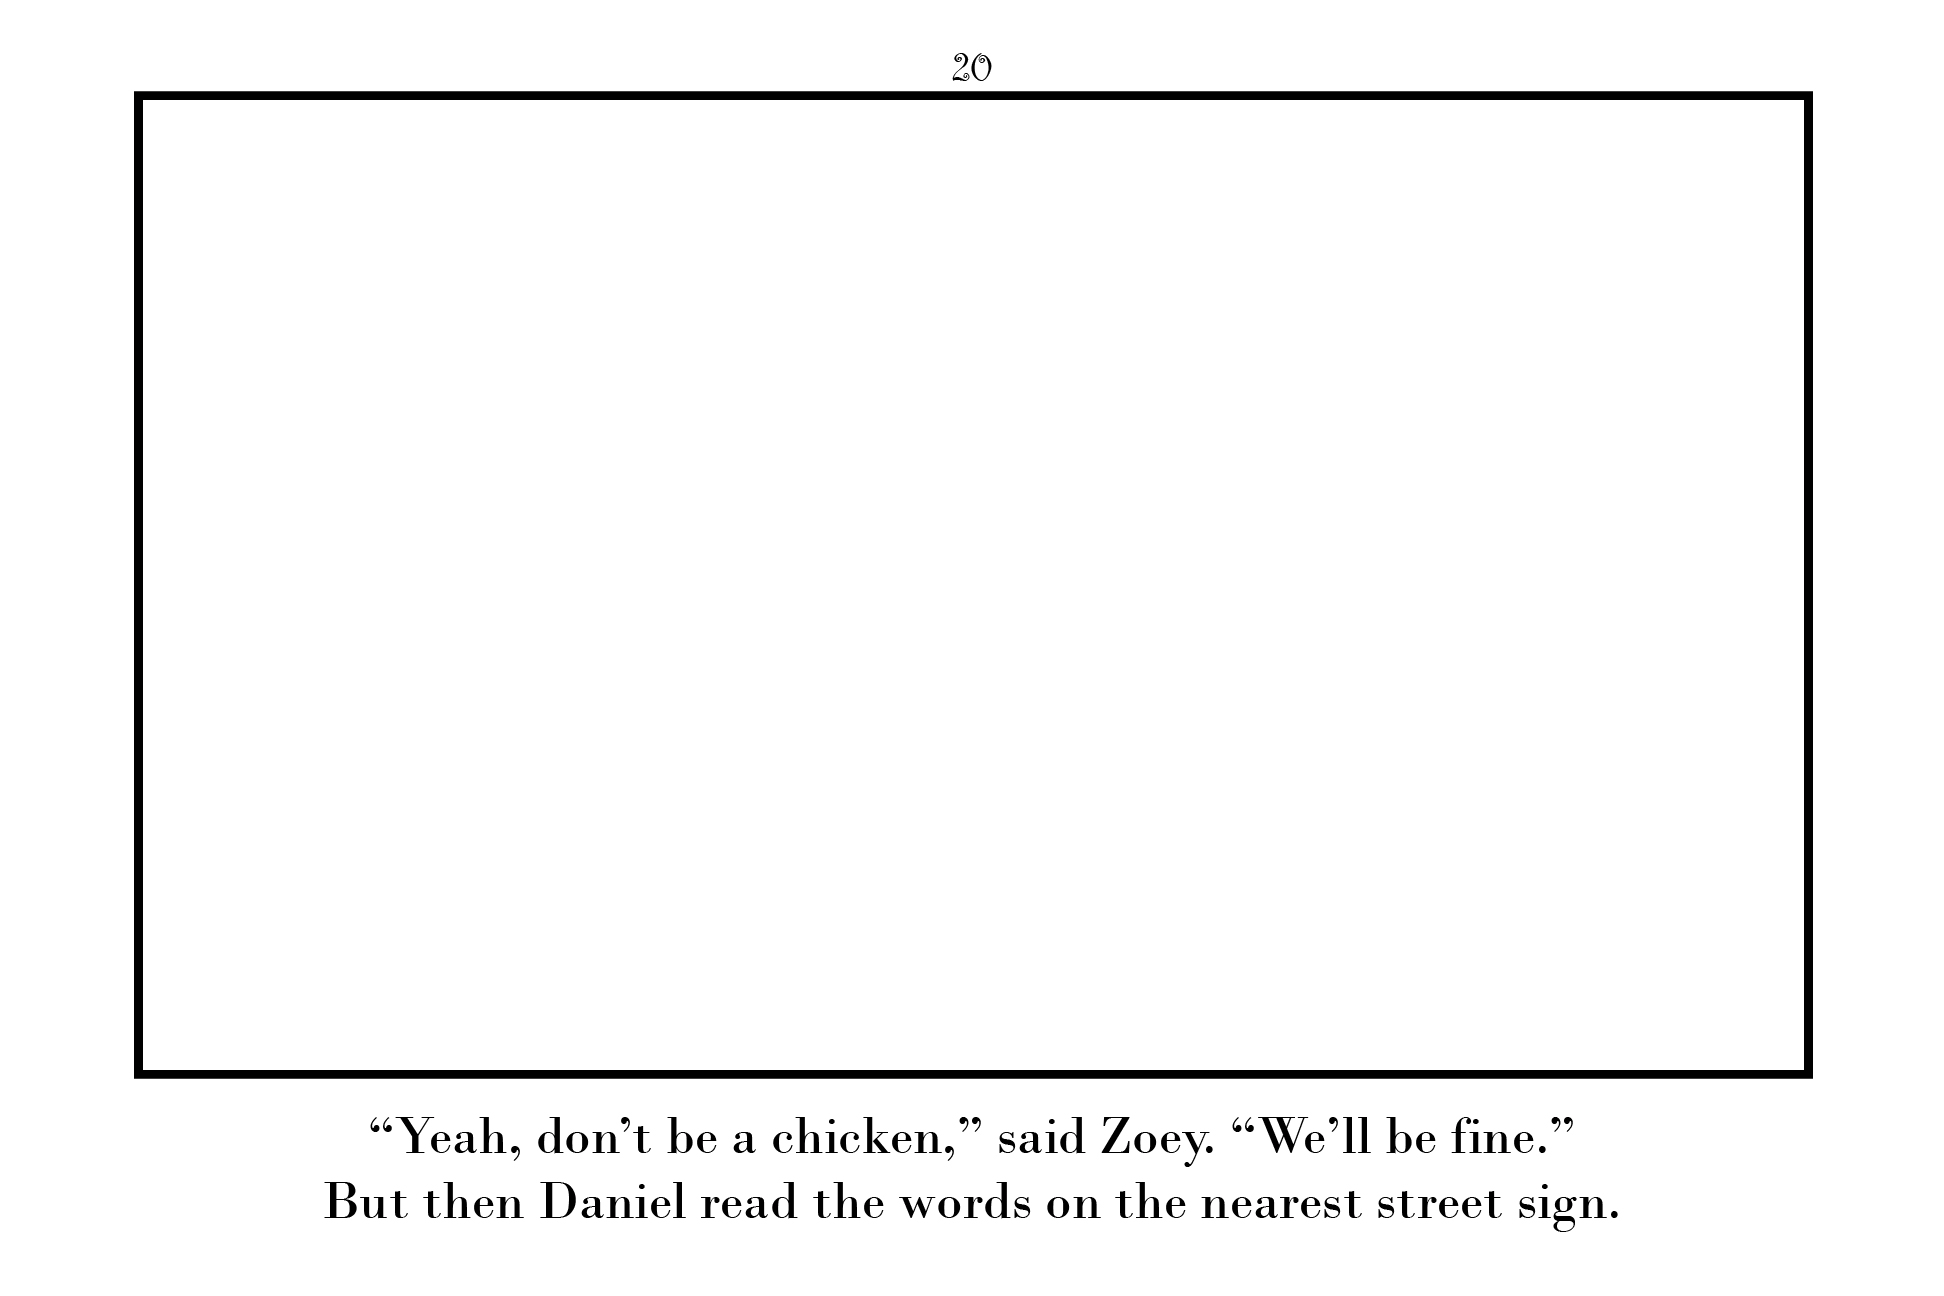 20
“Yeah, don’t be a chicken,” said Zoey. “We’ll be fine.”
But then Daniel read the words on the nearest street sign.